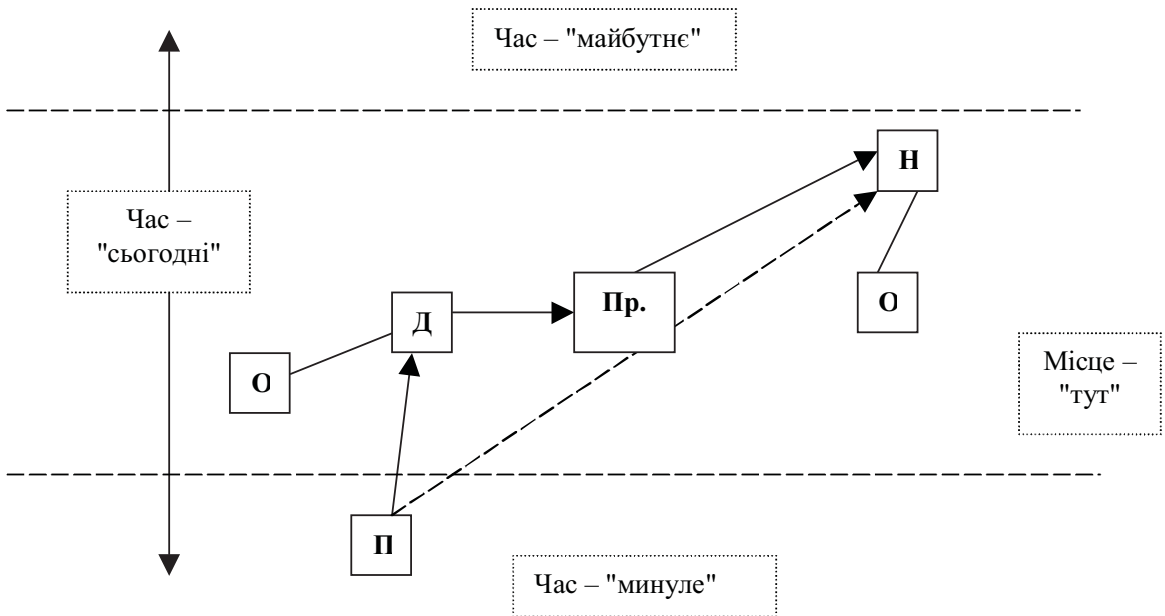 Час – "майбутнє"
Н
Час –
"сьогодні"
Пр.
О
Д
О
Місце –
"тут"
П
Час – "минуле"